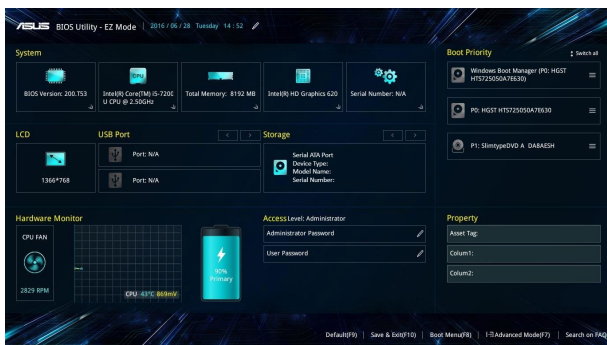 ASUS BIOS Utility - EZ Mode 2016 / 06 / 28 Tuesday 14 : 52
System
BIOS Version: 200.T53
CPU
Intel(R) Core(TM) i5-7200
U CPU @ 2.50GHz
Total Memory: 8192 MB
Intel(R) HD Graphics 620
Serial Number: N/A
Boot Priority
Switch all
Windows Boot Manager (P0: HGST
HTS725050A7E630)
P0: HGST HTS725050A7E630
P1: SlimtypeDVD A DA8AESH
LCD
1366*768
USB Port
Port: N/A
Port: N/A
Storage
Serial ATA Port
Device Type:
Model Name:
Serial Number:
Hardware Monitor
CPU FAN
2829 RPM
CPU 43°C 869mV
90%
Primary
Access Level: Administrator
Administrator Password
User Password
Property
Asset Tag:
Colum1:
Colum2:
Default(F9) Save & Exit(F10) Boot Menu(F8) Advanced Mode(F7) Search on FAQ